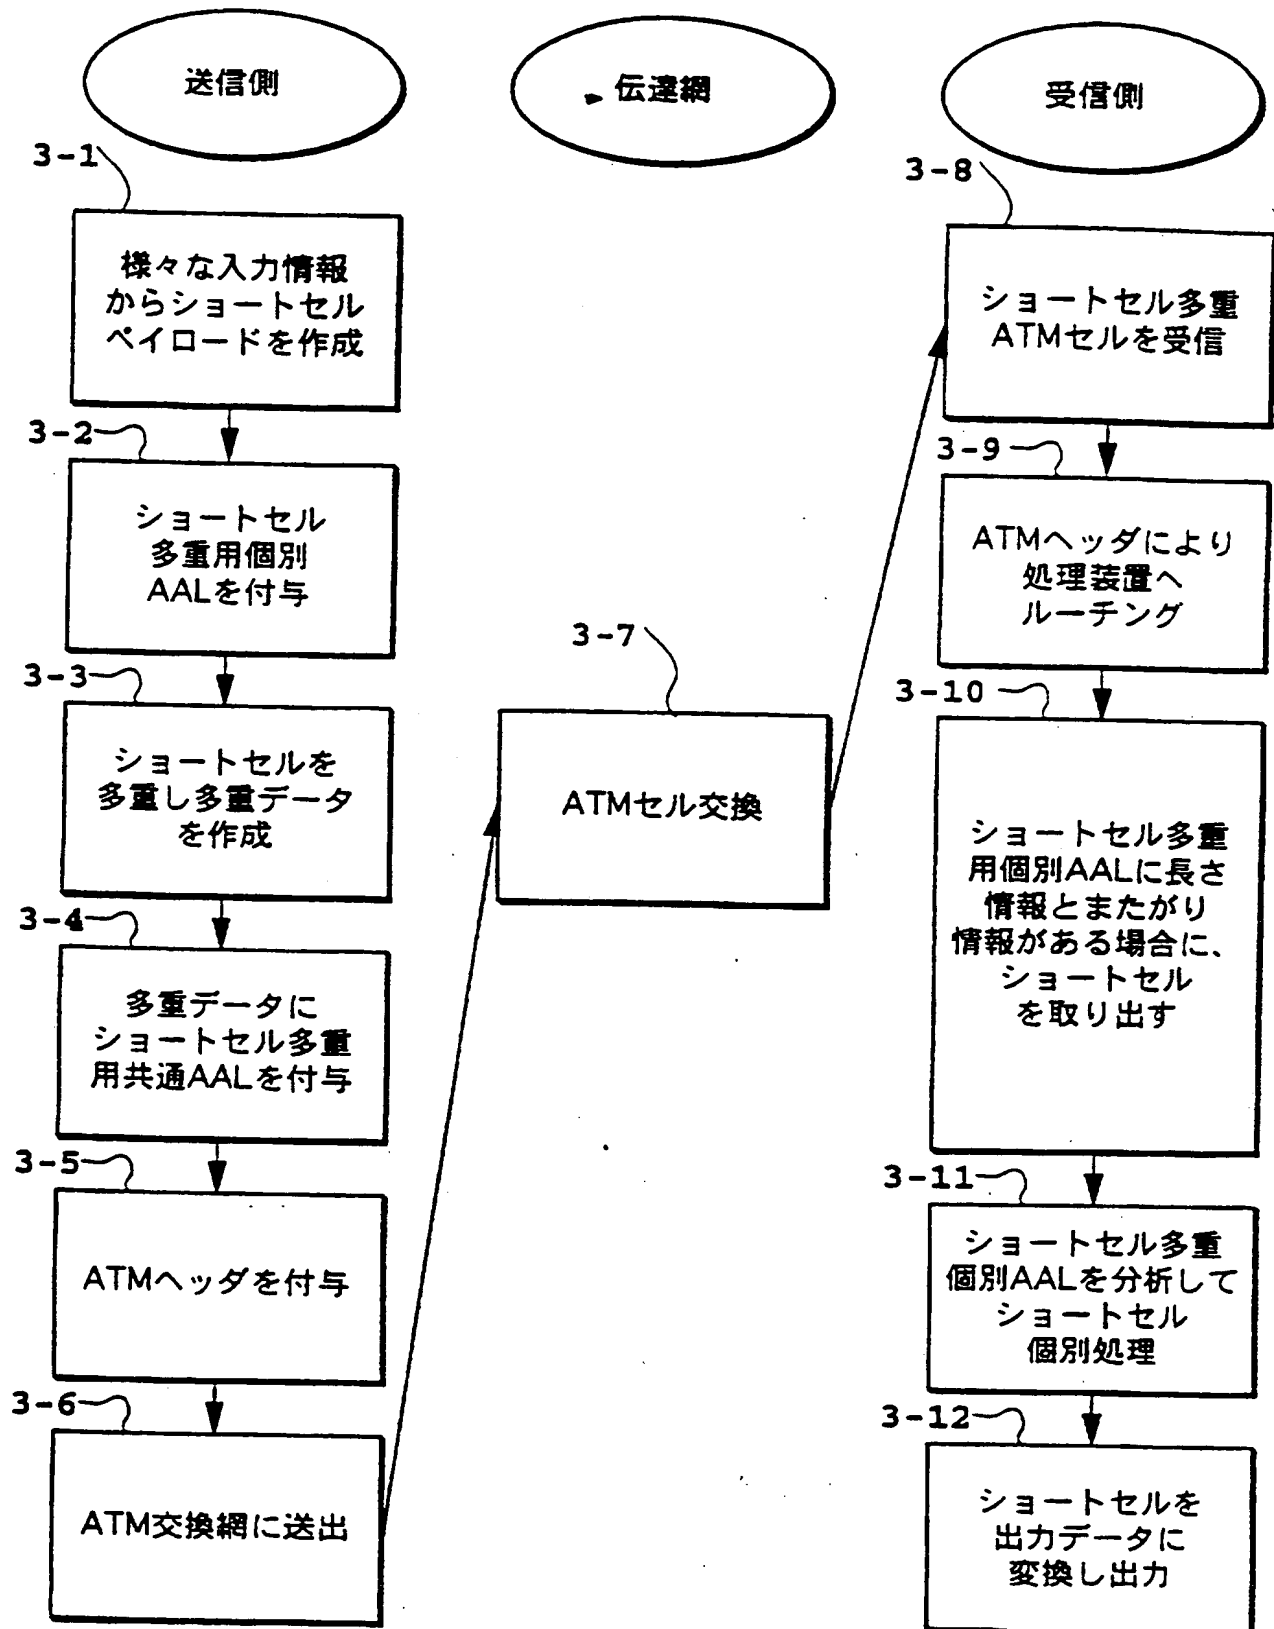 送信側
3-1
様々な入力情報
からショートセル
ペイロードを作成
3-2
ショートセル
多重用個別
AALを付与
3-3
ショートセルを
多重し多重データ
を作成
3-4
多重データに
ショートセル多重
用共通AALを付与
3-5
ATMヘッダを付与
3-6
ATM交換網に送出
伝達網
3-7
ATMセル交換
受信側
3-8
ショートセル多重
ATMセルを受信
3-9
ATMヘッダにより
処理装置へ
ルーチング
3-10
ショートセル多重
用個別AALに長さ
情報とまたがり
情報がある場合に、
ショートセル
を取り出す
3-11
ショートセル多重
個別AALを分析して
ショートセル
個別処理
3-12
ショートセルを
出力データに
変換し出力